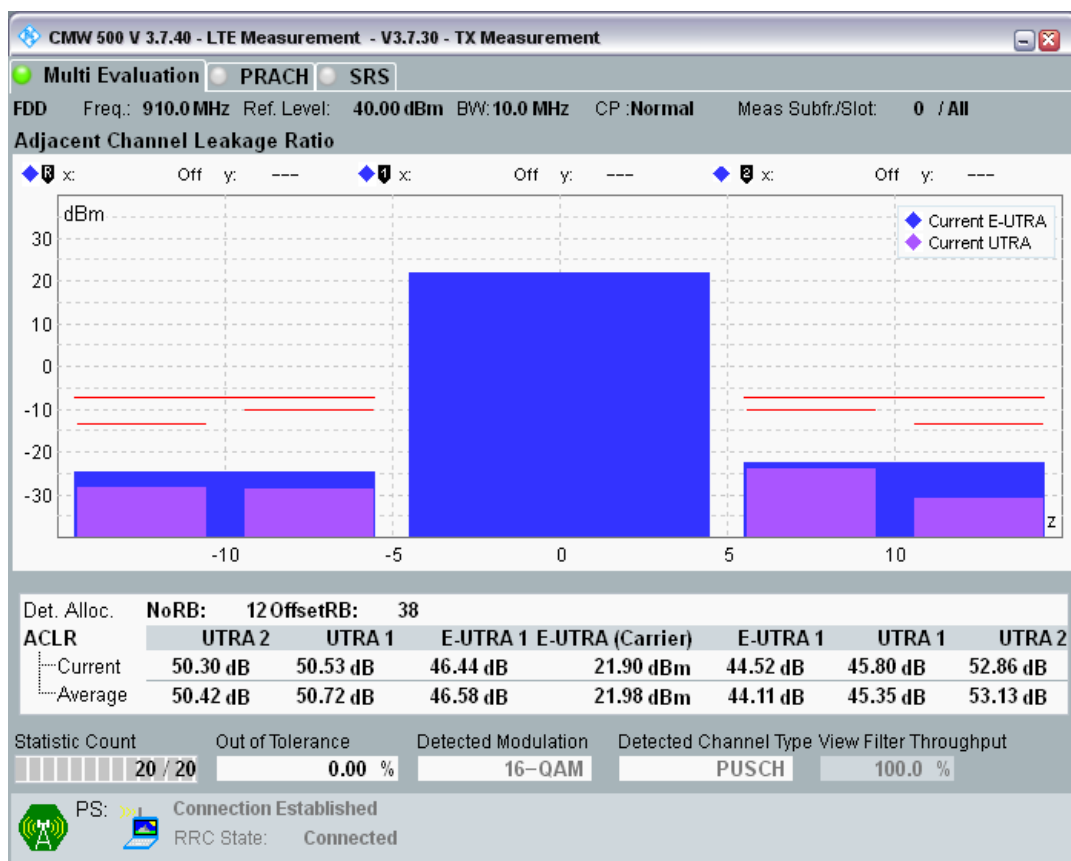 CMW 500 V 3.7.40 - LTE Measurement - V3.7.30 - TX Measurement
Multi Evaluation PRACH SRS
FDD Freq.: 910.0 MHz Ref. Level: 40.00 dBm BW: 10.0 MHz CP :Normal Meas Subfr./Slot: 0 / All
Adjacent Channel Leakage Ratio
R x: Off y: --- 1 x: Off y: --- 2 x: Off y: ---
dBm
Current E-UTRA
Current UTRA
30
20
10
0
-10
-20
-30
z
-10 -5 0 5 10
Det. Alloc. NoRB: 12 OffsetRB: 38
ACLR UTRA 2 UTRA 1 E-UTRA 1 E-UTRA (Carrier) E-UTRA 1 UTRA 1 UTRA 2
Current 50.30 dB 50.53 dB 46.44 dB 21.90 dBm 44.52 dB 45.80 dB 52.86 dB
Average 50.42 dB 50.72 dB 46.58 dB 21.98 dBm 44.11 dB 45.35 dB 53.13 dB
Statistic Count Out of Tolerance Detected Modulation Detected Channel Type View Filter Throughput
20 / 20 0.00 % 16-QAM PUSCH 100.0 %
PS: Connection Established
RRC State: Connected